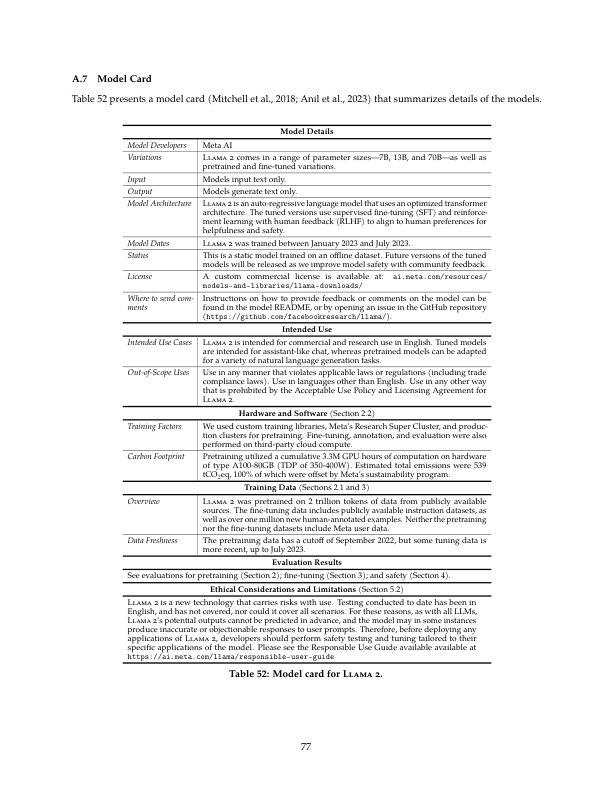 A.7 Model Card
Table 52 presents a model card (Mitchell et al., 2018; Anil et al., 2023) that summarizes details of the models.
Model Details
Model Developers Meta AI
Variations Llama 2 comes in a range of parameter sizes—7B, 13B, and 70B—as well as
pretrained and fine-tuned variations.
Input Models input text only.
Output Models generate text only.
Model Architecture Llama 2 is an auto-regressive language model that uses an optimized transformer
architecture. The tuned versions use supervised fine-tuning (SFT) and reinforce-
ment learning with human feedback (RLHF) to align to human preferences for
helpfulness and safety.
Model Dates Llama 2 was trained between January 2023 and July 2023.
Status This is a static model trained on an offline dataset. Future versions of the tuned
models will be released as we improve model safety with community feedback.
License A custom commercial license is available at: ai.meta.com/resources/
models-and-libraries/llama-downloads/
Where to send com- Instructions on how to provide feedback or comments on the model can be
ments found in the model README, or by opening an issue in the GitHub repository
(https://github.com/facebookresearch/llama/).
Intended Use
Intended Use Cases Llama 2 is intended for commercial and research use in English. Tuned models
are intended for assistant-like chat, whereas pretrained models can be adapted
for a variety of natural language generation tasks.
Out-of-Scope Uses Use in any manner that violates applicable laws or regulations (including trade
compliance laws). Use in languages other than English. Use in any other way
that is prohibited by the Acceptable Use Policy and Licensing Agreement for
Llama 2.
Hardware and Software (Section 2.2)
Training Factors We used custom training libraries, Meta's Research Super Cluster, and produc-
tion clusters for pretraining. Fine-tuning, annotation, and evaluation were also
performed on third-party cloud compute.
Carbon Footprint Pretraining utilized a cumulative 3.3M GPU hours of computation on hardware
of type A100-80GB (TDP of 350-400W). Estimated total emissions were 539
tCO₂eq, 100% of which were offset by Meta's sustainability program.
Training Data (Sections 2.1 and 3)
Overview Llama 2 was pretrained on 2 trillion tokens of data from publicly available
sources. The fine-tuning data includes publicly available instruction datasets, as
well as over one million new human-annotated examples. Neither the pretraining
nor the fine-tuning datasets include Meta user data.
Data Freshness The pretraining data has a cutoff of September 2022, but some tuning data is
more recent, up to July 2023.
Evaluation Results
See evaluations for pretraining (Section 2); fine-tuning (Section 3); and safety (Section 4).
Ethical Considerations and Limitations (Section 5.2)
Llama 2 is a new technology that carries risks with use. Testing conducted to date has been in
English, and has not covered, nor could it cover all scenarios. For these reasons, as with all LLMs,
Llama 2's potential outputs cannot be predicted in advance, and the model may in some instances
produce inaccurate or objectionable responses to user prompts. Therefore, before deploying any
applications of Llama 2, developers should perform safety testing and tuning tailored to their
specific applications of the model. Please see the Responsible Use Guide available available at
https://ai.meta.com/llama/responsible-user-guide
Table 52: Model card for Llama 2.
77